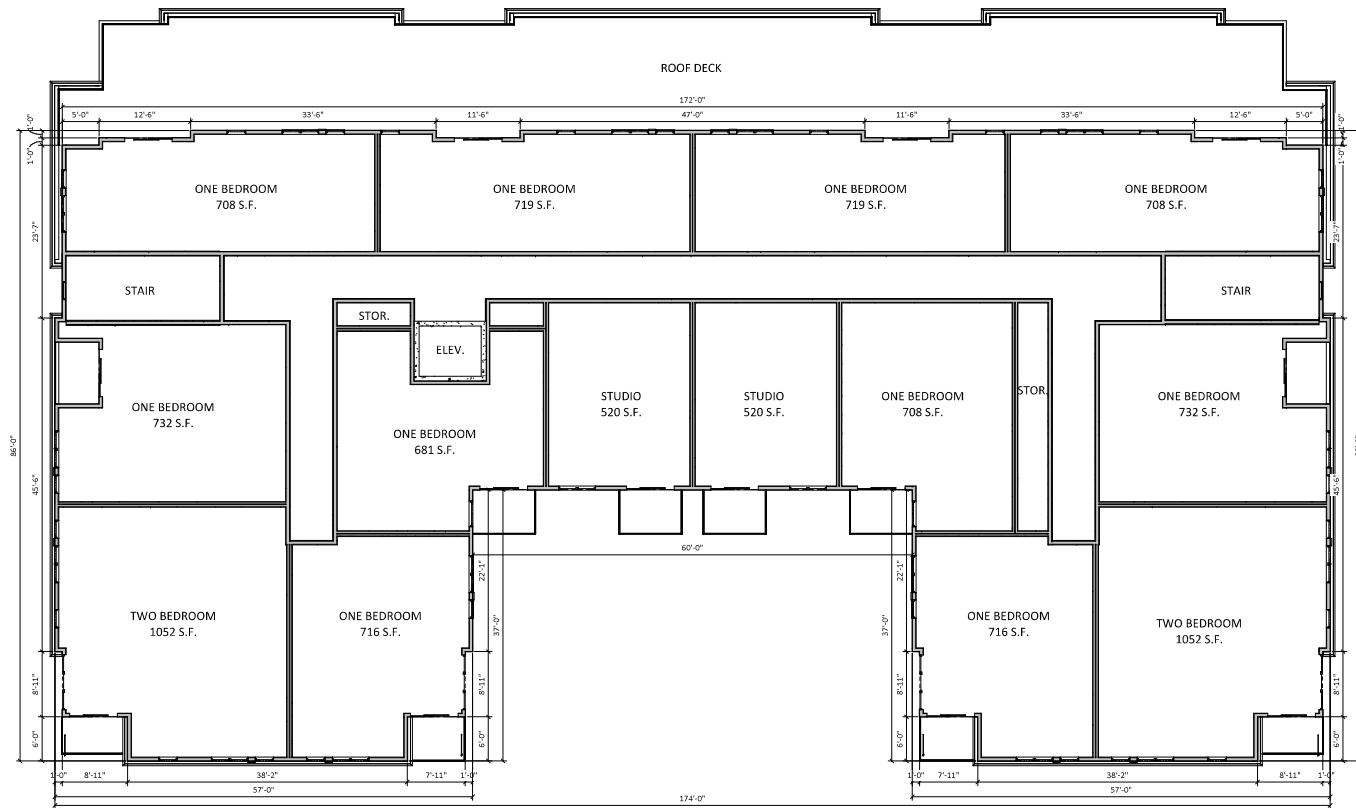 ROOF DECK
172'-0"
5'-0" 12'-6" 33'-6" 11'-6" 47'-0" 11'-6" 33'-6" 12'-6" 5'-0"
1'-0" 1'-0"
1'-0" 1'-0"
ONE BEDROOM ONE BEDROOM ONE BEDROOM ONE BEDROOM
708 S.F. 719 S.F. 719 S.F. 708 S.F.
23'-7" 23'-7"
STAIR STAIR
STOR.
ELEV.
STUDIO STUDIO ONE BEDROOM STOR.
520 S.F. 520 S.F. 708 S.F.
ONE BEDROOM ONE BEDROOM
732 S.F. 732 S.F.
ONE BEDROOM
681 S.F.
86'-0"
45'-6" 45'-6"
60'-0"
22'-1" 22'-1"
37'-0" 37'-0"
TWO BEDROOM ONE BEDROOM ONE BEDROOM TWO BEDROOM
1052 S.F. 716 S.F. 716 S.F. 1052 S.F.
8'-11" 8'-11" 8'-11" 8'-11"
6'-0" 6'-0" 6'-0" 6'-0"
1'-0" 8'-11" 38'-2" 7'-11" 1'-0" 1'-0" 7'-11" 38'-2" 8'-11" 1'-0"
57'-0" 57'-0"
174'-0"